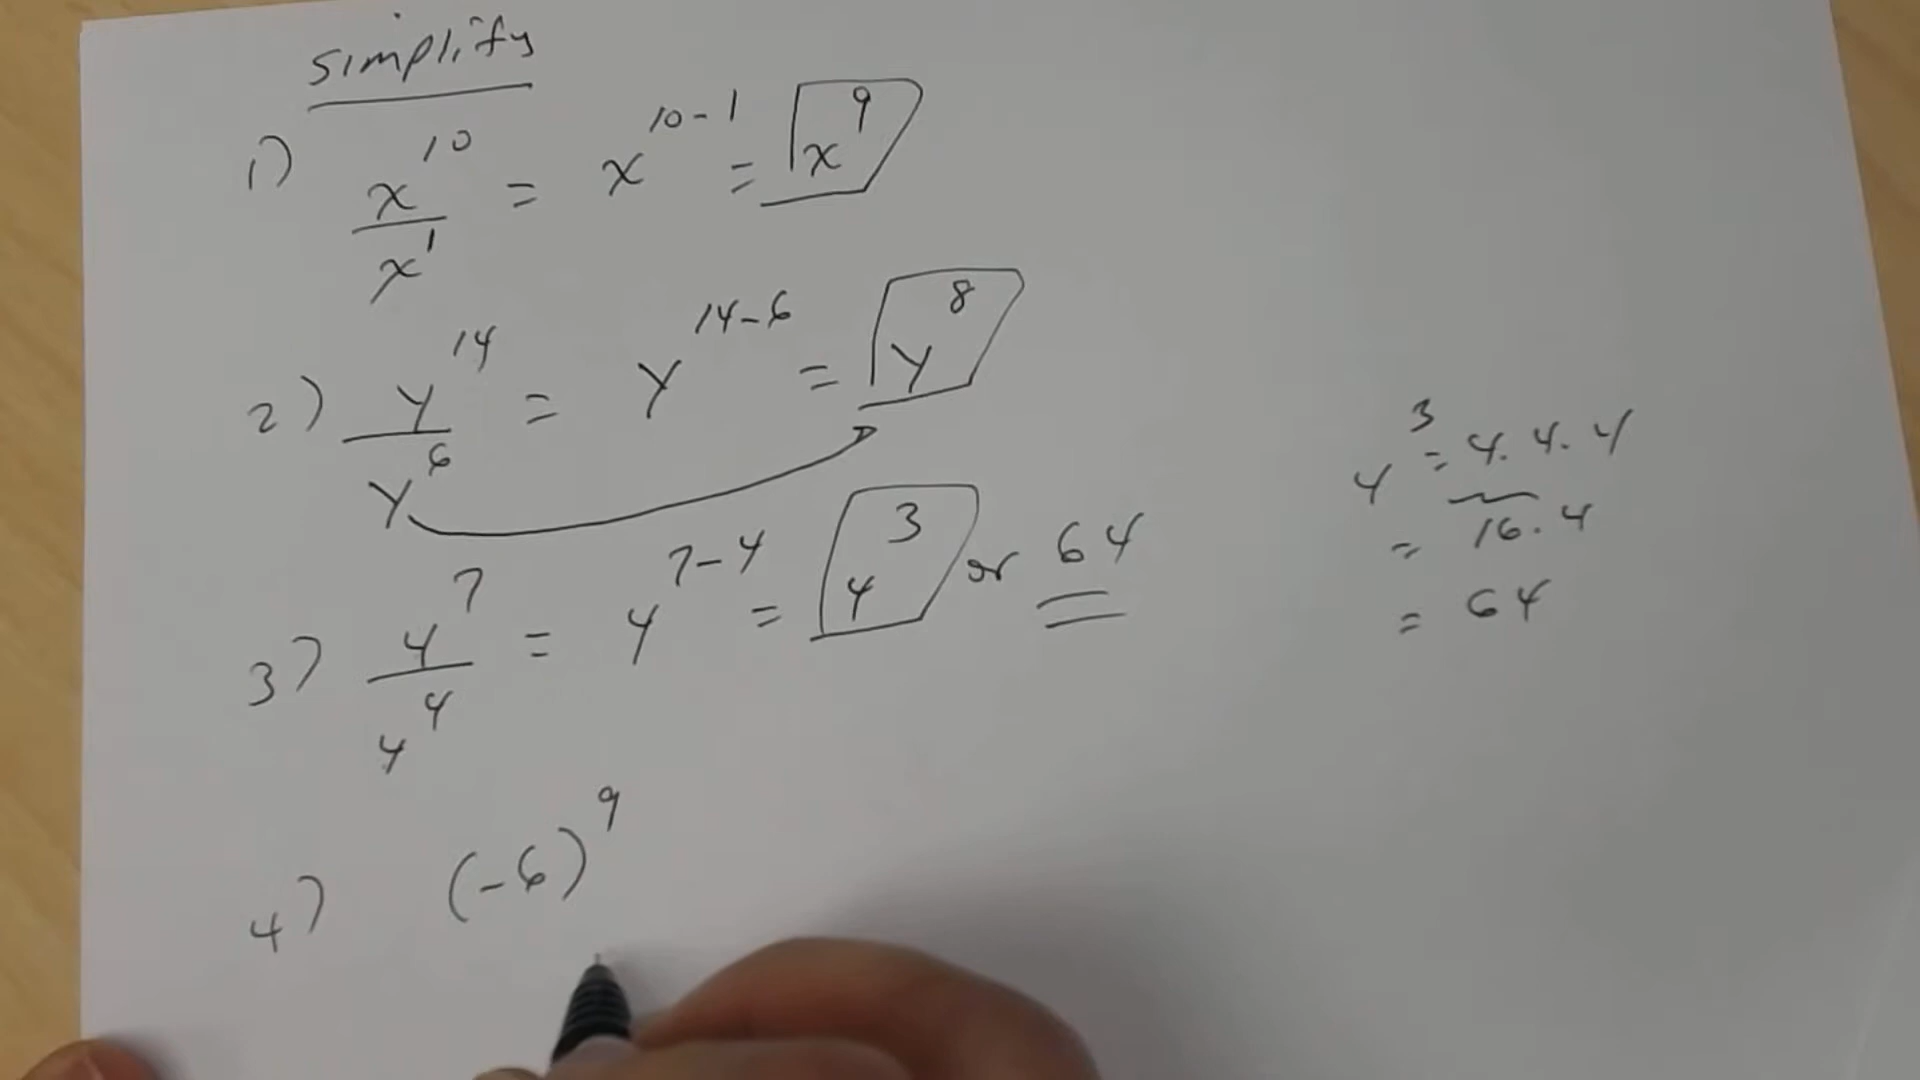 simplify
1) x^10 / x^1 = x^10-1 = x^9
2) y^14 / y^6 = y^14-6 = y^8
3) 4^7 / 4^4 = 4^7-4 = 4^3 or 64
4^3 = 4.4.4
= 16.4
= 64
4) (-6)^9